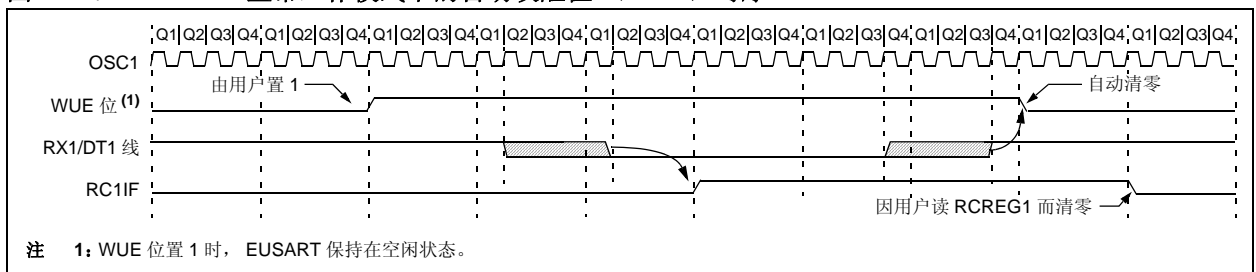 Q1 Q2 Q3 Q4 Q1 Q2 Q3 Q4 Q1 Q2 Q3 Q4 Q1 Q2 Q3 Q4 Q1 Q2 Q3 Q4 Q1 Q2 Q3 Q4 Q1 Q2 Q3 Q4 Q1 Q2 Q3 Q4 Q1 Q2 Q3 Q4 Q1 Q2 Q3 Q4
OSC1
由用户置 1
自动清零
WUE 位 (1)
RX1/DT1 线
RC1IF
因用户读 RCREG1 而清零
注 1: WUE 位置 1 时, EUSART 保持在空闲状态。